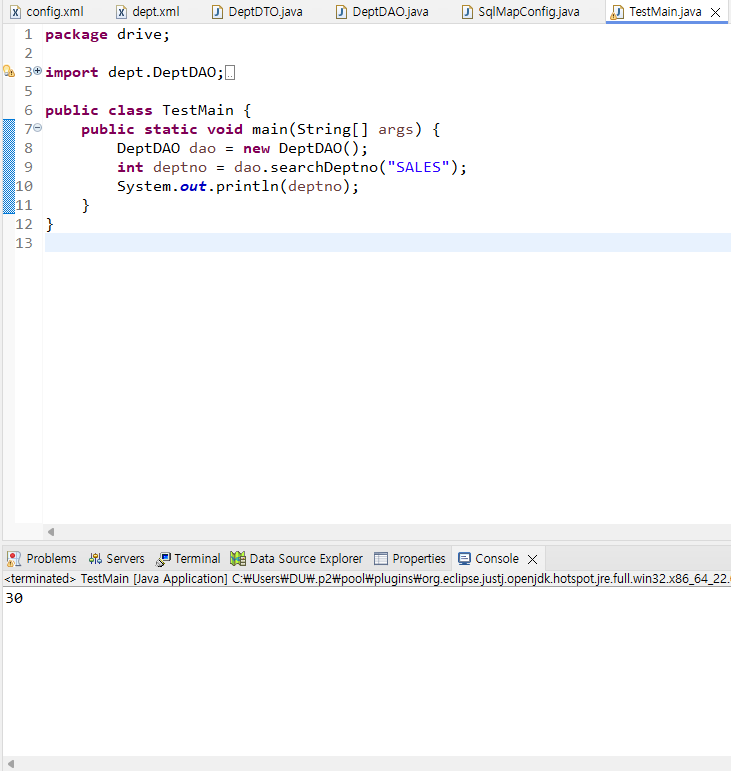 config.xml dept.xml DeptDTO.java DeptDAO.java SqlMapConfig.java TestMain.java
1 package drive;
2
3 import dept.DeptDAO;
5
6 public class TestMain {
7 public static void main(String[] args) {
8 DeptDAO dao = new DeptDAO();
9 int deptno = dao.searchDeptno("SALES");
10 System.out.println(deptno);
11 }
12 }
13
Problems Servers Terminal Data Source Explorer Properties Console
<terminated> TestMain [Java Application] C:₩Users₩DU₩.p2₩pool₩plugins₩org.eclipse.justj.openjdk.hotspot.jre.full.win32.x86_64_22.
30